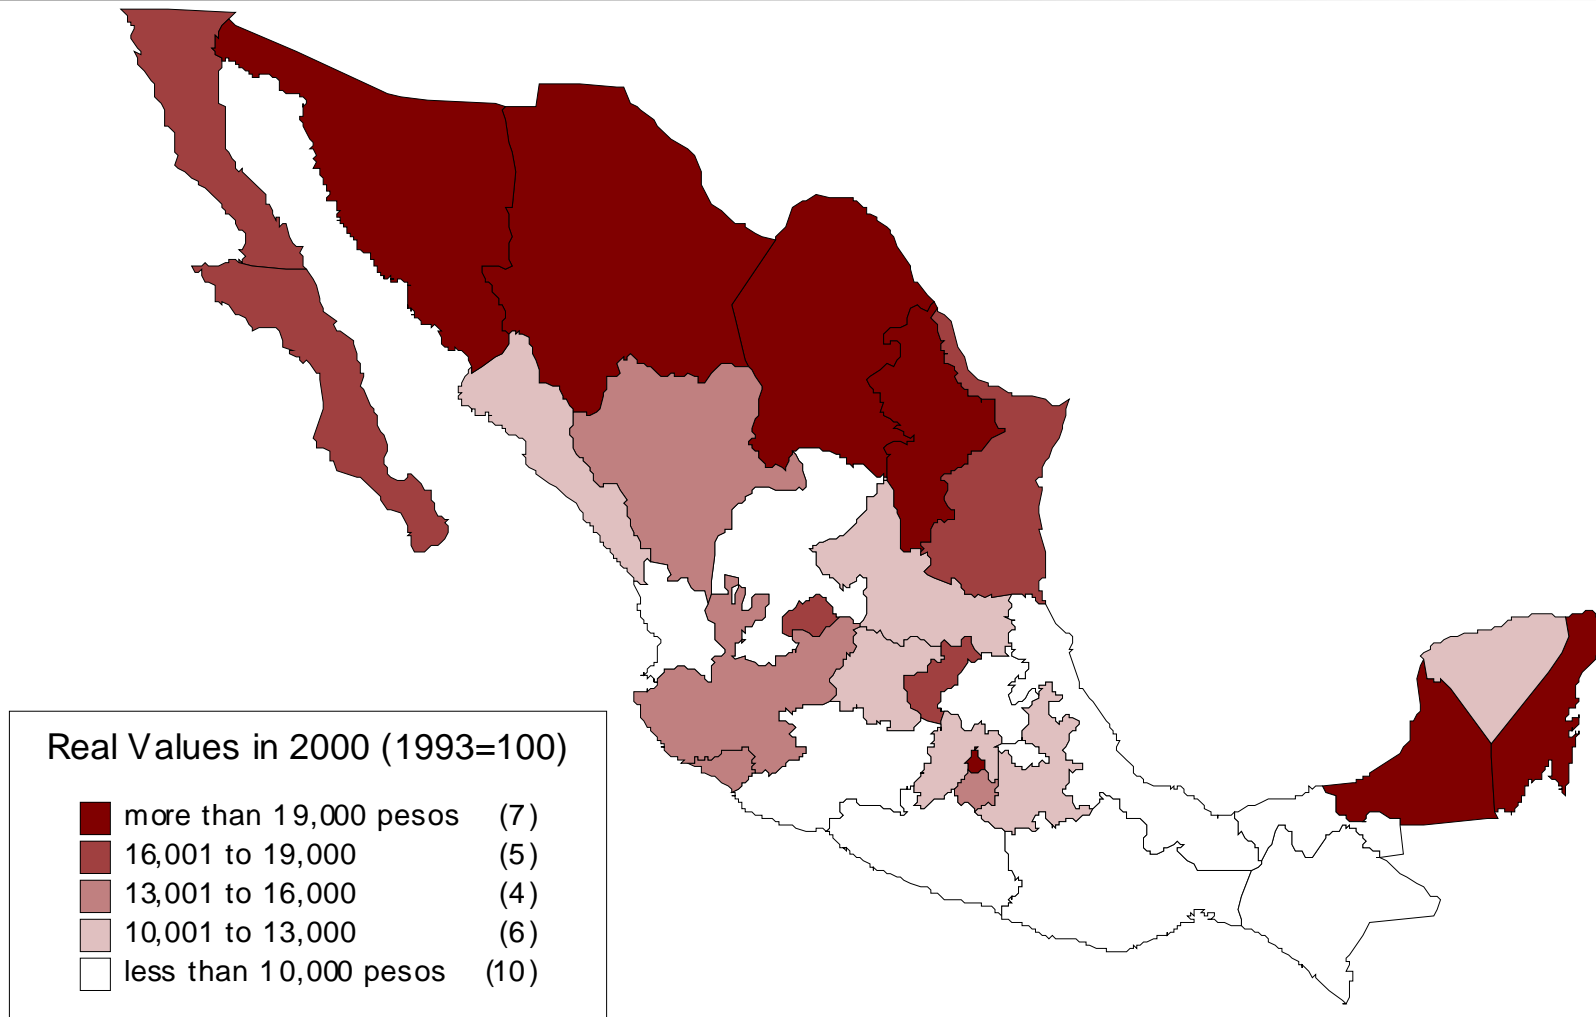 Real Values in 2000 (1993=100)
more than 19,000 pesos (7)
16,001 to 19,000 (5)
13,001 to 16,000 (4)
10,001 to 13,000 (6)
less than 10,000 pesos (10)